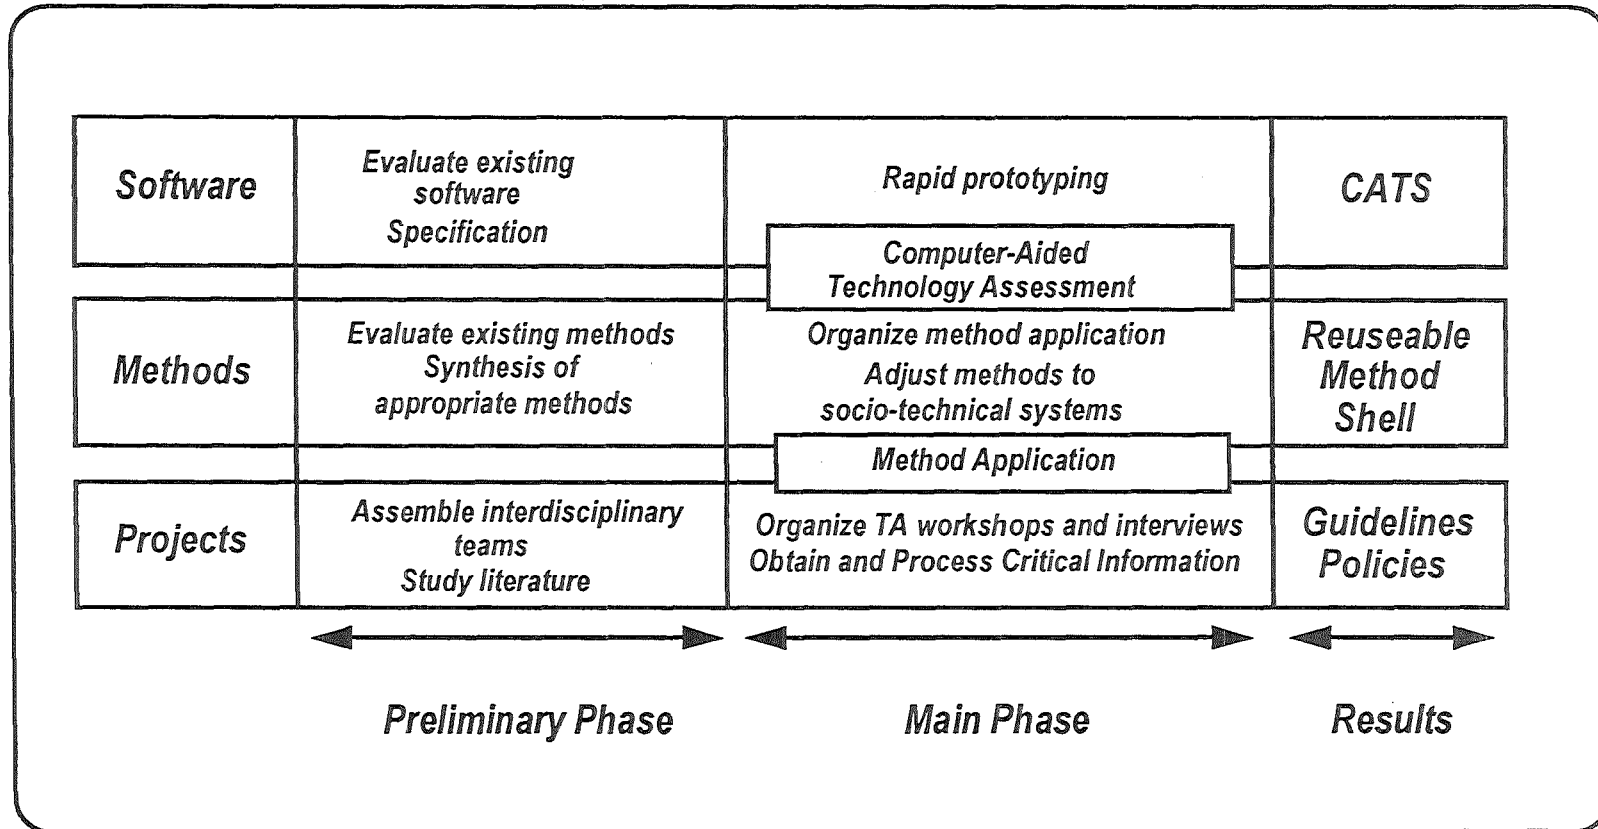 Software
Evaluate existing
software
Specification
Rapid prototyping
CATS
Computer-Aided
Technology Assessment
Methods
Evaluate existing methods
Synthesis of
appropriate methods
Organize method application
Adjust methods to
socio-technical systems
Reuseable
Method
Shell
Method Application
Projects
Assemble interdisciplinary
teams
Study literature
Organize TA workshops and interviews
Obtain and Process Critical Information
Guidelines
Policies
Preliminary Phase
Main Phase
Results